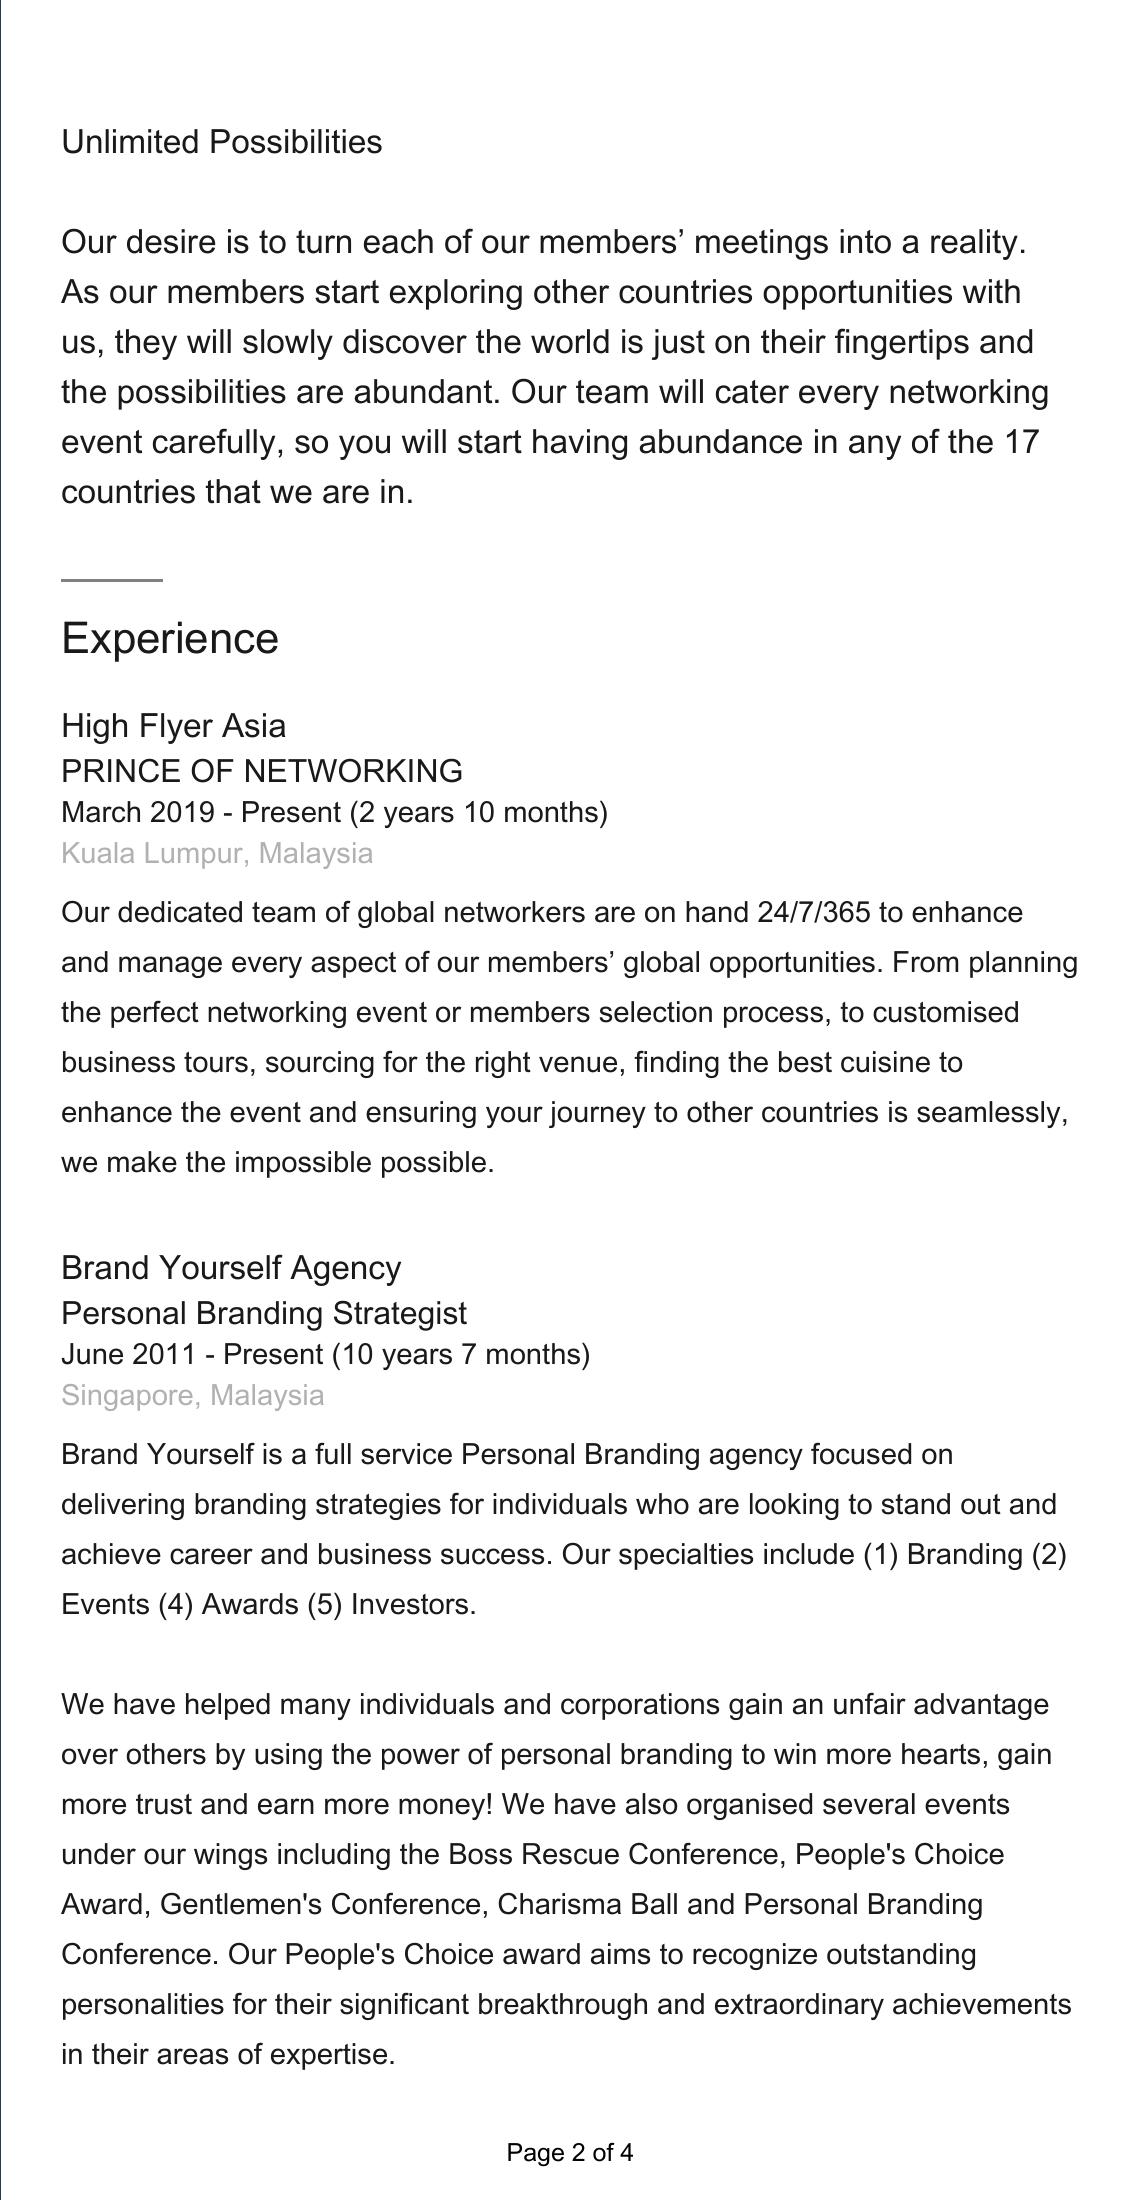 Unlimited Possibilities
Our desire is to turn each of our members’ meetings into a reality.
As our members start exploring other countries opportunities with
us, they will slowly discover the world is just on their fingertips and
the possibilities are abundant. Our team will cater every networking
event carefully, so you will start having abundance in any of the 17
countries that we are in.
Experience
High Flyer Asia
PRINCE OF NETWORKING
March 2019 - Present (2 years 10 months)
Kuala Lumpur, Malaysia
Our dedicated team of global networkers are on hand 24/7/365 to enhance
and manage every aspect of our members’ global opportunities. From planning
the perfect networking event or members selection process, to customised
business tours, sourcing for the right venue, finding the best cuisine to
enhance the event and ensuring your journey to other countries is seamlessly,
we make the impossible possible.
Brand Yourself Agency
Personal Branding Strategist
June 2011 - Present (10 years 7 months)
Singapore, Malaysia
Brand Yourself is a full service Personal Branding agency focused on
delivering branding strategies for individuals who are looking to stand out and
achieve career and business success. Our specialties include (1) Branding (2)
Events (4) Awards (5) Investors.
We have helped many individuals and corporations gain an unfair advantage
over others by using the power of personal branding to win more hearts, gain
more trust and earn more money! We have also organised several events
under our wings including the Boss Rescue Conference, People's Choice
Award, Gentlemen's Conference, Charisma Ball and Personal Branding
Conference. Our People's Choice award aims to recognize outstanding
personalities for their significant breakthrough and extraordinary achievements
in their areas of expertise.
Page 2 of 4